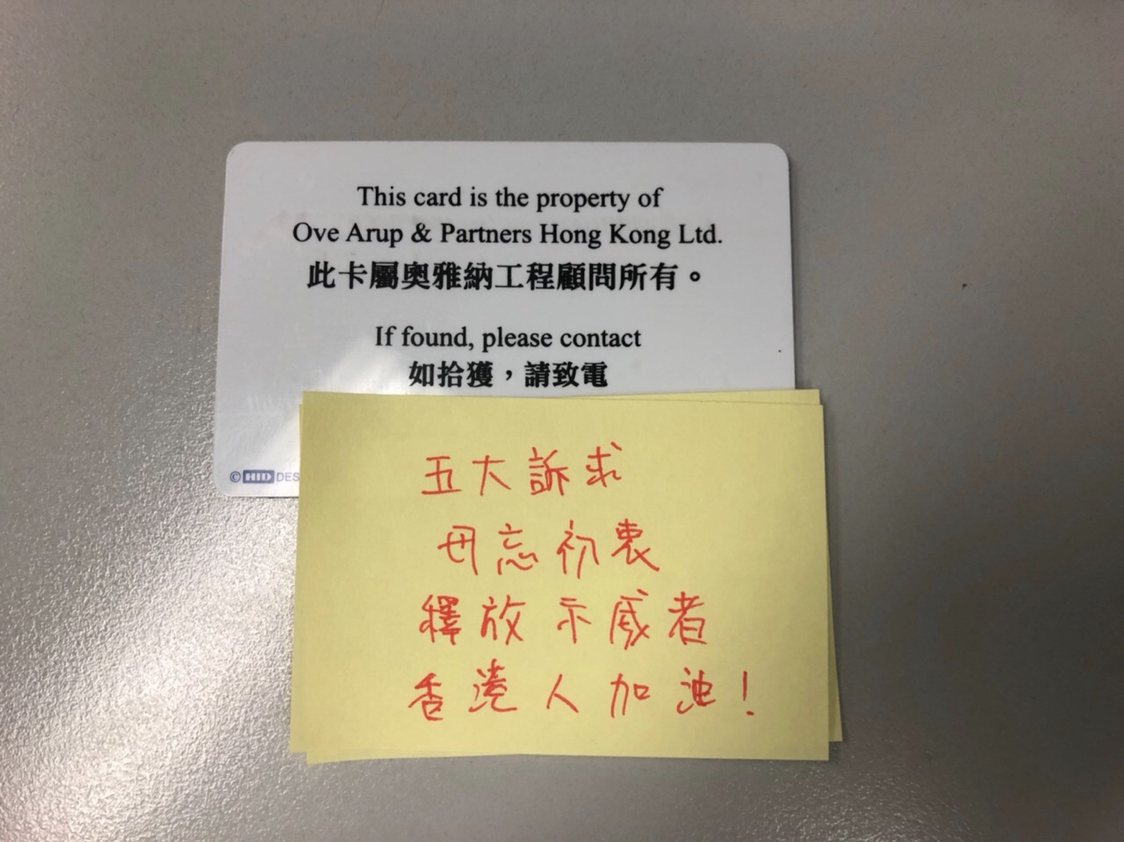 This card is the property of
Ove Arup & Partners Hong Kong Ltd.
此卡屬奧雅納工程顧問所有。
If found, please contact
如拾獲，請致電
© HID DES
五大訴求
毋忘初衷
釋放示威者
香港人加油！